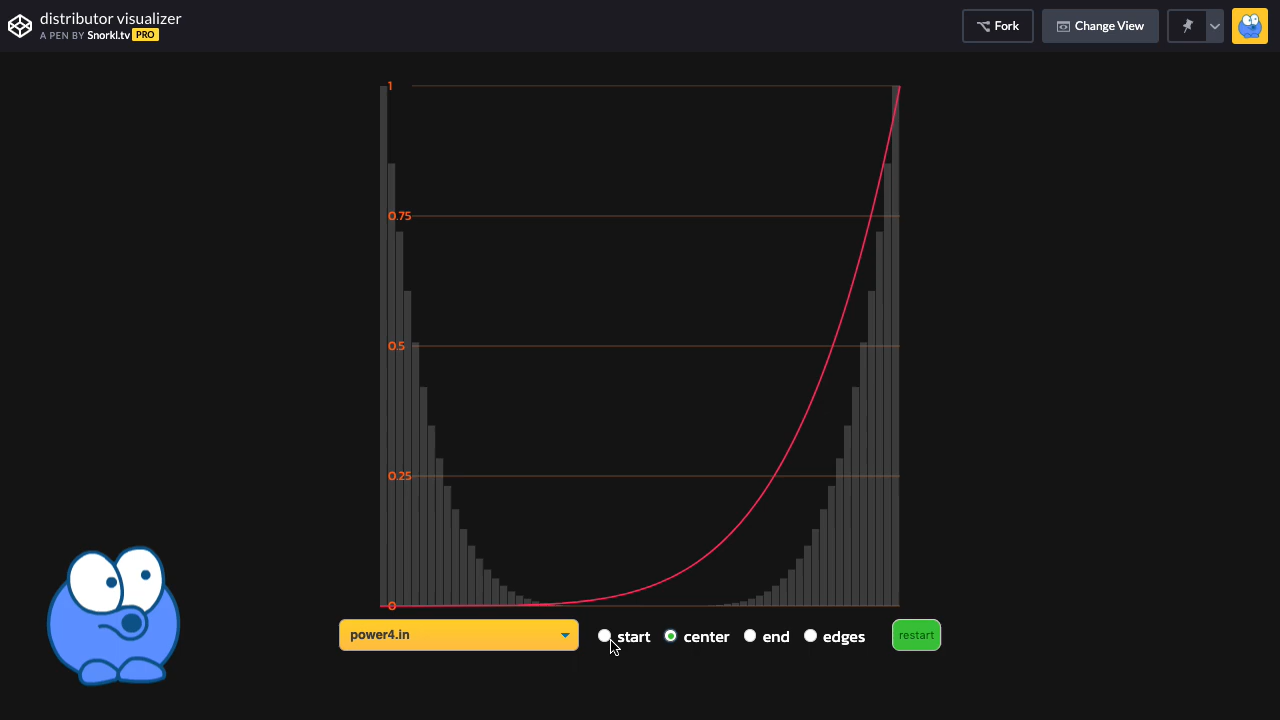 distributor visualizer
A PEN BY Snorkl.tv PRO
Fork
Change View
1
0.75
0.5
0.25
0
power4.in
start
center
end
edges
restart